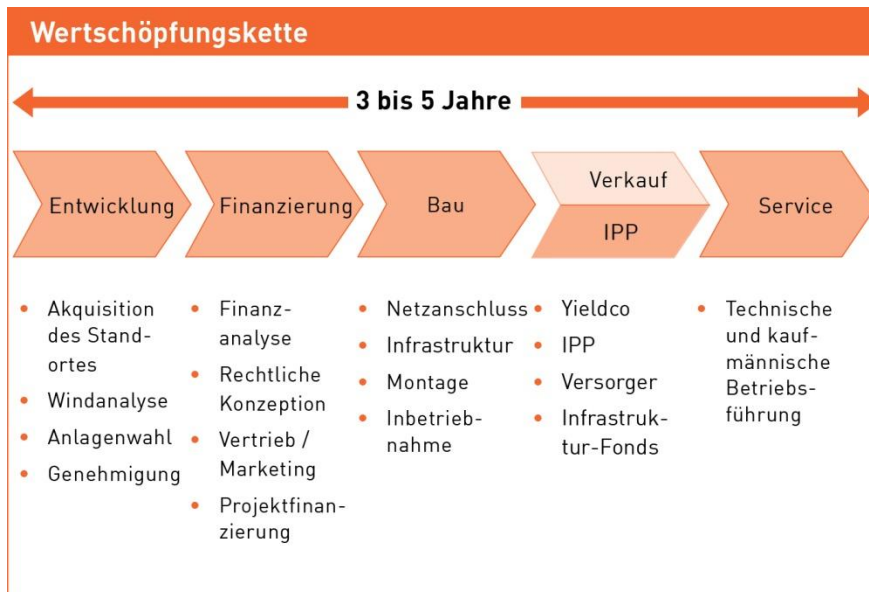 Wertschöpfungskette
3 bis 5 Jahre
Entwicklung
Finanzierung
Bau
Verkauf
IPP
Service
• Akquisition
des Stand-
ortes
• Windanalyse
• Anlagenwahl
• Genehmigung
• Finanz-
analyse
• Rechtliche
Konzeption
• Vertrieb /
Marketing
• Projektfinan-
zierung
• Netzanschluss
• Infrastruktur
• Montage
• Inbetrieb-
nahme
• Yieldco
• IPP
• Versorger
• Infrastruk-
tur-Fonds
• Technische
und kauf-
männische
Betriebs-
führung